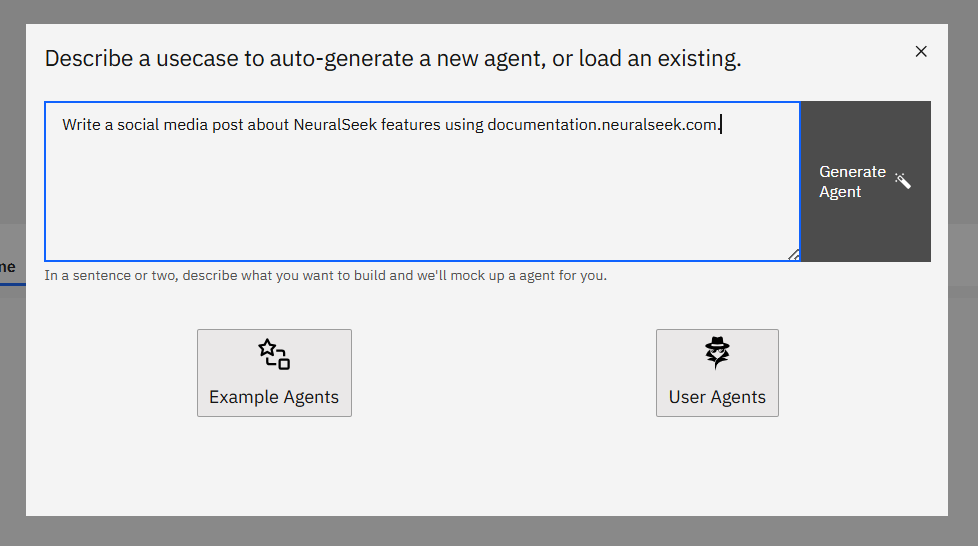 Describe a usecase to auto-generate a new agent, or load an existing.
Write a social media post about NeuralSeek features using documentation.neuralseek.com.
Generate
Agent
In a sentence or two, describe what you want to build and we'll mock up a agent for you.
Example Agents
User Agents